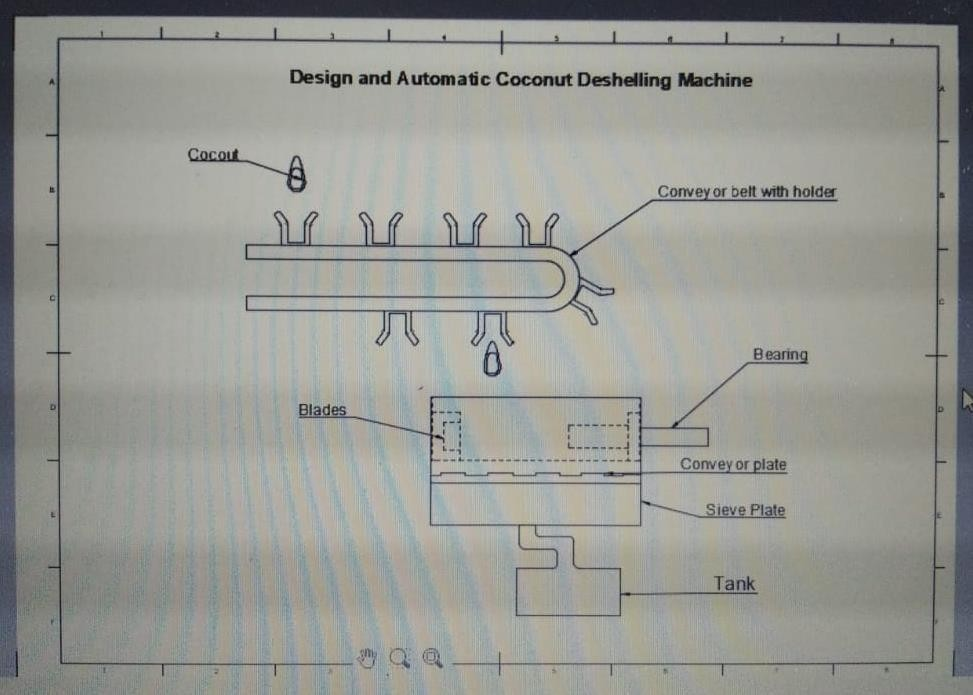 Design and Automatic Coconut Deshelling Machine
Cocout
Conveyor belt with holder
Bearing
Blades
Conveyor plate
Sieve Plate
Tank